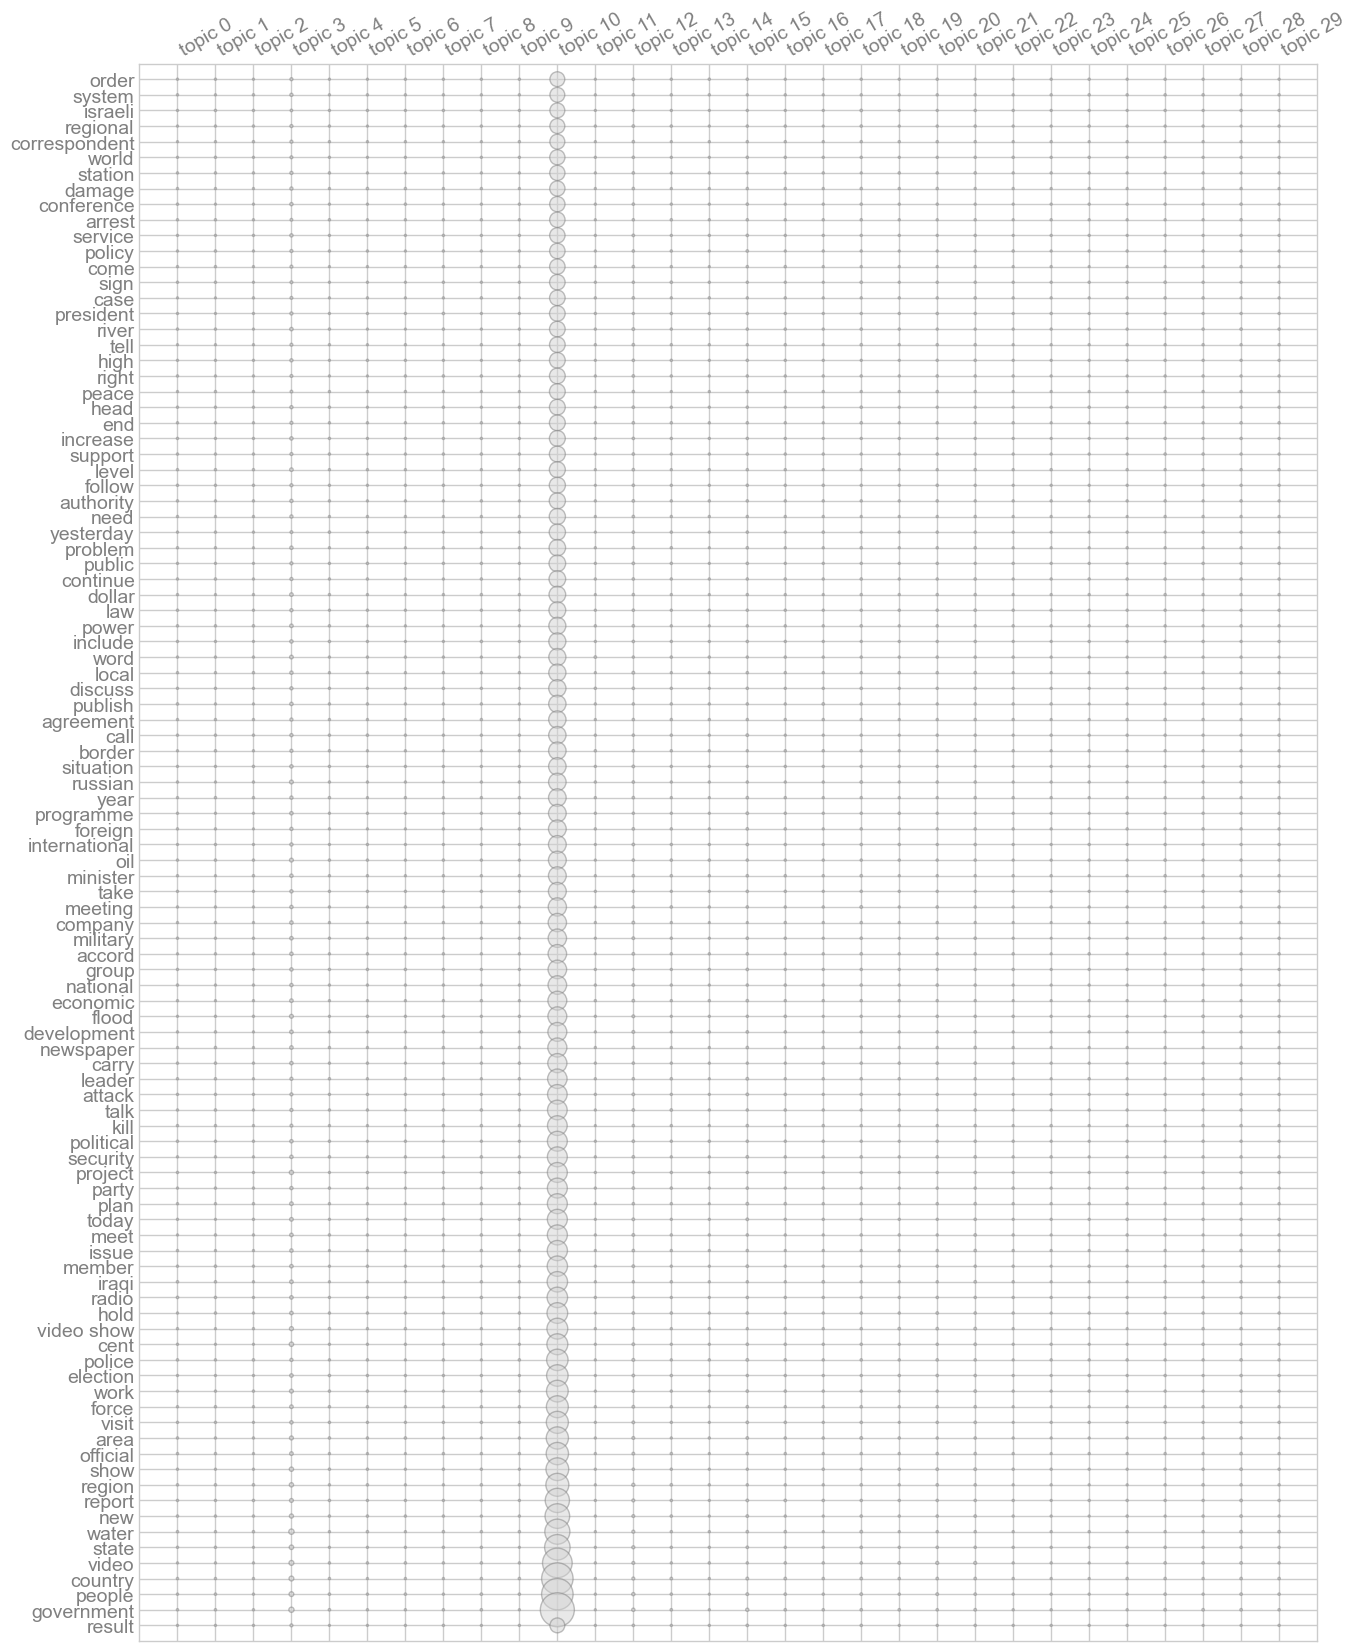 topic 0
topic 1
topic 2
topic 3
topic 4
topic 5
topic 6
topic 7
topic 8
topic 9
topic 10
topic 11
topic 12
topic 13
topic 14
topic 15
topic 16
topic 17
topic 18
topic 19
topic 20
topic 21
topic 22
topic 23
topic 24
topic 25
topic 26
topic 27
topic 28
topic 29
order
system
israeli
regional
correspondent
world
station
damage
conference
arrest
service
policy
come
sign
case
president
river
tell
high
right
peace
head
end
increase
support
level
follow
authority
need
yesterday
problem
public
continue
dollar
law
power
include
word
local
discuss
publish
agreement
call
border
situation
russian
year
programme
foreign
international
oil
minister
take
meeting
company
military
accord
group
national
economic
flood
development
newspaper
carry
leader
attack
talk
kill
political
security
project
party
plan
today
meet
issue
member
iraqi
radio
hold
video show
cent
police
election
work
force
visit
area
official
show
region
report
new
water
state
video
country
people
government
result